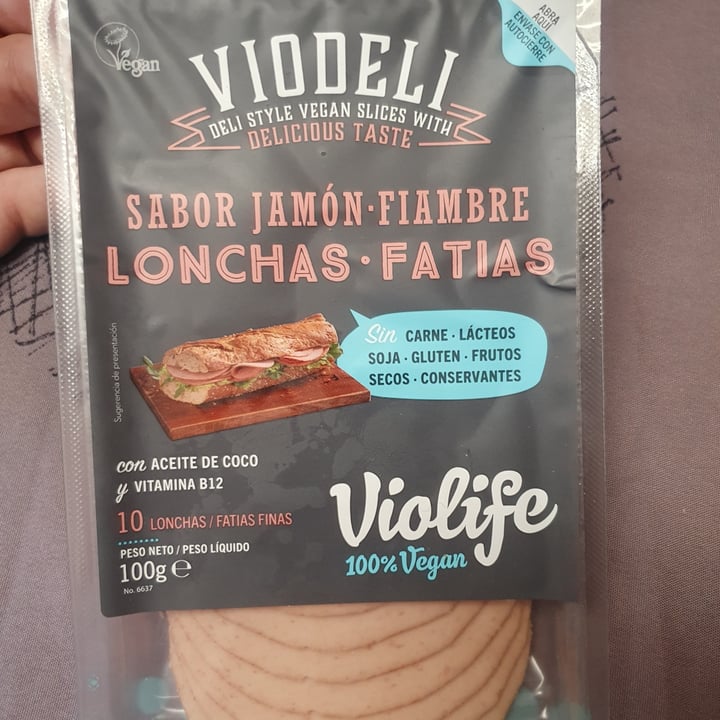 Vegan
ABRA
AQUÍ
ENVASE CON
AUTOCIERRE
VIODELI
DELI STYLE VEGAN SLICES WITH
DELICIOUS TASTE
SABOR JAMÓN·FIAMBRE
LONCHAS·FATIAS
Sin CARNE · LÁCTEOS
SOJA · GLUTEN · FRUTOS
SECOS · CONSERVANTES
Sugerencia de presentación
con ACEITE DE COCO
y VITAMINA B12
10 LONCHAS / FATIAS FINAS
PESO NETO / PESO LÍQUIDO
100g ℮
No. 6637
Violife
100% Vegan